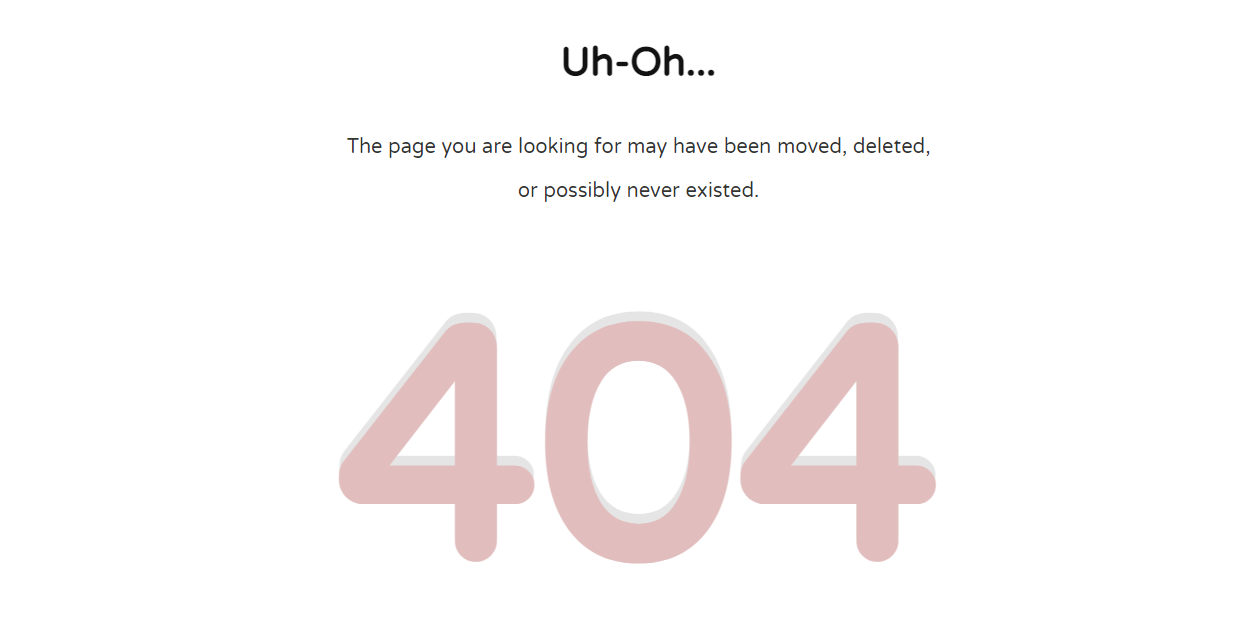 Uh-Oh...
The page you are looking for may have been moved, deleted,
or possibly never existed.
404